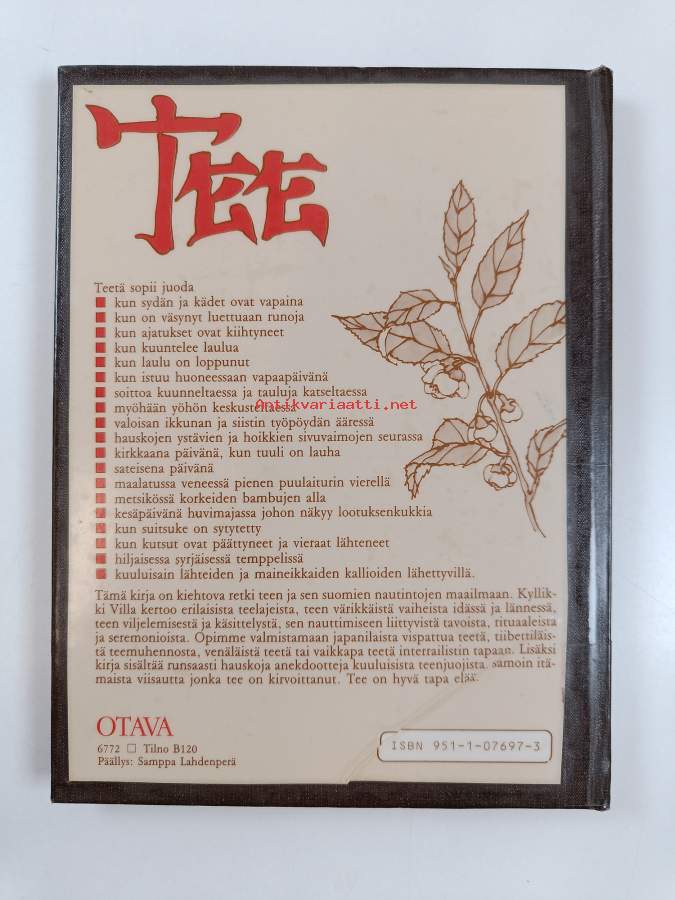 TEE
Teetä sopii juoda
kun sydän ja kädet ovat vapaina
kun on väsynyt luettuaan runoja
kun ajatukset ovat kiihtyneet
kun kuuntelee laulua
kun laulu on loppunut
kun istuu huoneessaan vapaapäivänä
soittoa kuunneltaessa ja tauluja katseltaessa
Antikvariaatti.net
myöhään yöhön keskusteltaessa
valoisan ikkunan ja siistin työpöydän ääressä
hauskojen ystävien ja hoikkien sivuvaimojen seurassa
kirkkaana päivänä, kun tuuli on lauha
sateisena päivänä
maalatussa veneessä pienen puulaiturin vierellä
metsikössä korkeiden bambujen alla
kesäpäivänä huvimajassa johon näkyy lootuksenkukkia
kun suitsuke on sytytetty
kun kutsut ovat päättyneet ja vieraat lähteneet
hiljaisessa syrjäisessä temppelissä
kuuluisain lähteiden ja maineikkaiden kallioiden lähettyvillä.
Tämä kirja on kiehtova retki teen ja sen suomien nautintojen maailmaan. Kyllik-
ki Villa kertoo erilaisista teelajeista, teen värikkäistä vaiheista idässä ja lännessä,
teen viljelemisestä ja käsittelystä, sen nauttimiseen liittyvistä tavoista, rituaaleista
ja seremonioista. Opimme valmistamaan japanilaista vispattua teetä, tiibettiläis-
tä teemuhennosta, venäläistä teetä tai vaikkapa teetä interrailistin tapaan. Lisäksi
kirja sisältää runsaasti hauskoja anekdootteja kuuluisista teenjuojista, samoin itä-
maista viisautta jonka tee on kirvoittanut. Tee on hyvä tapa elää.
OTAVA
6772 □ Tilno B120
Päällys: Samppa Lahdenperä
ISBN 951-1-07697-3